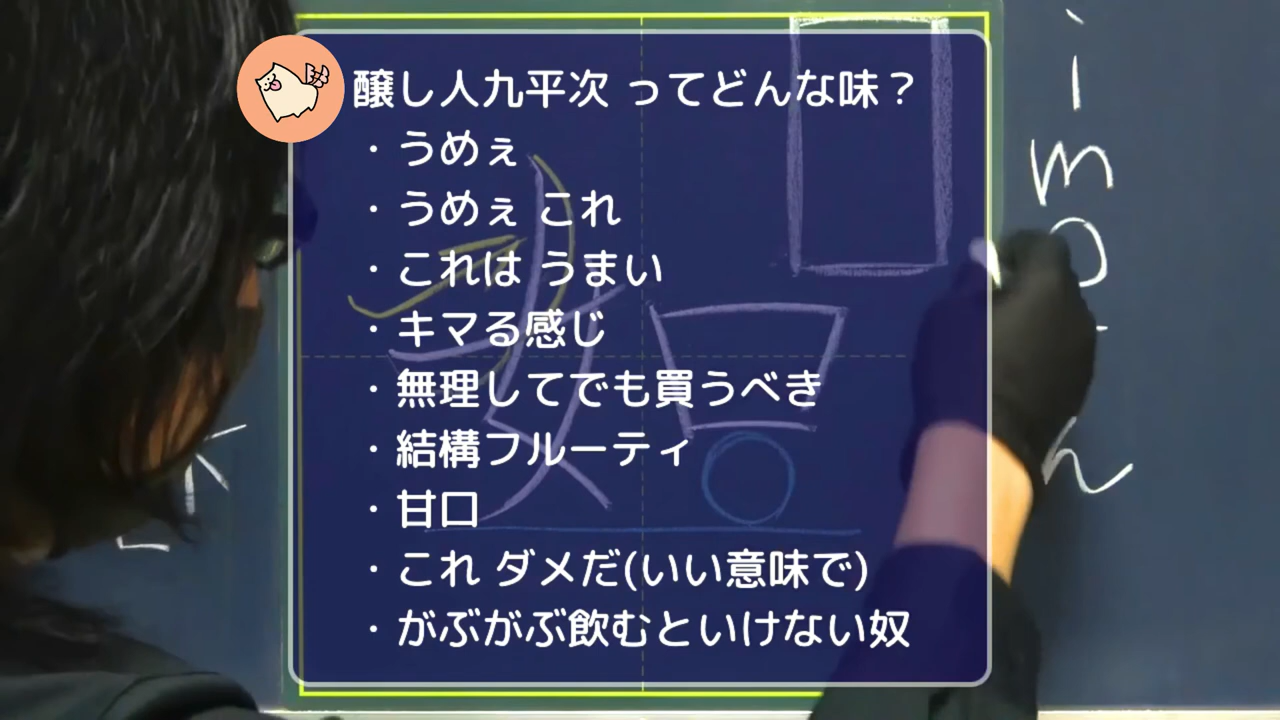 醸し人九平次 ってどんな味？
・うめぇ
・うめぇ これ
・これは うまい
・キマる感じ
・無理してでも買うべき
・結構フルーティ
・甘口
・これ ダメだ(いい意味で)
・がぶがぶ飲むといけない奴